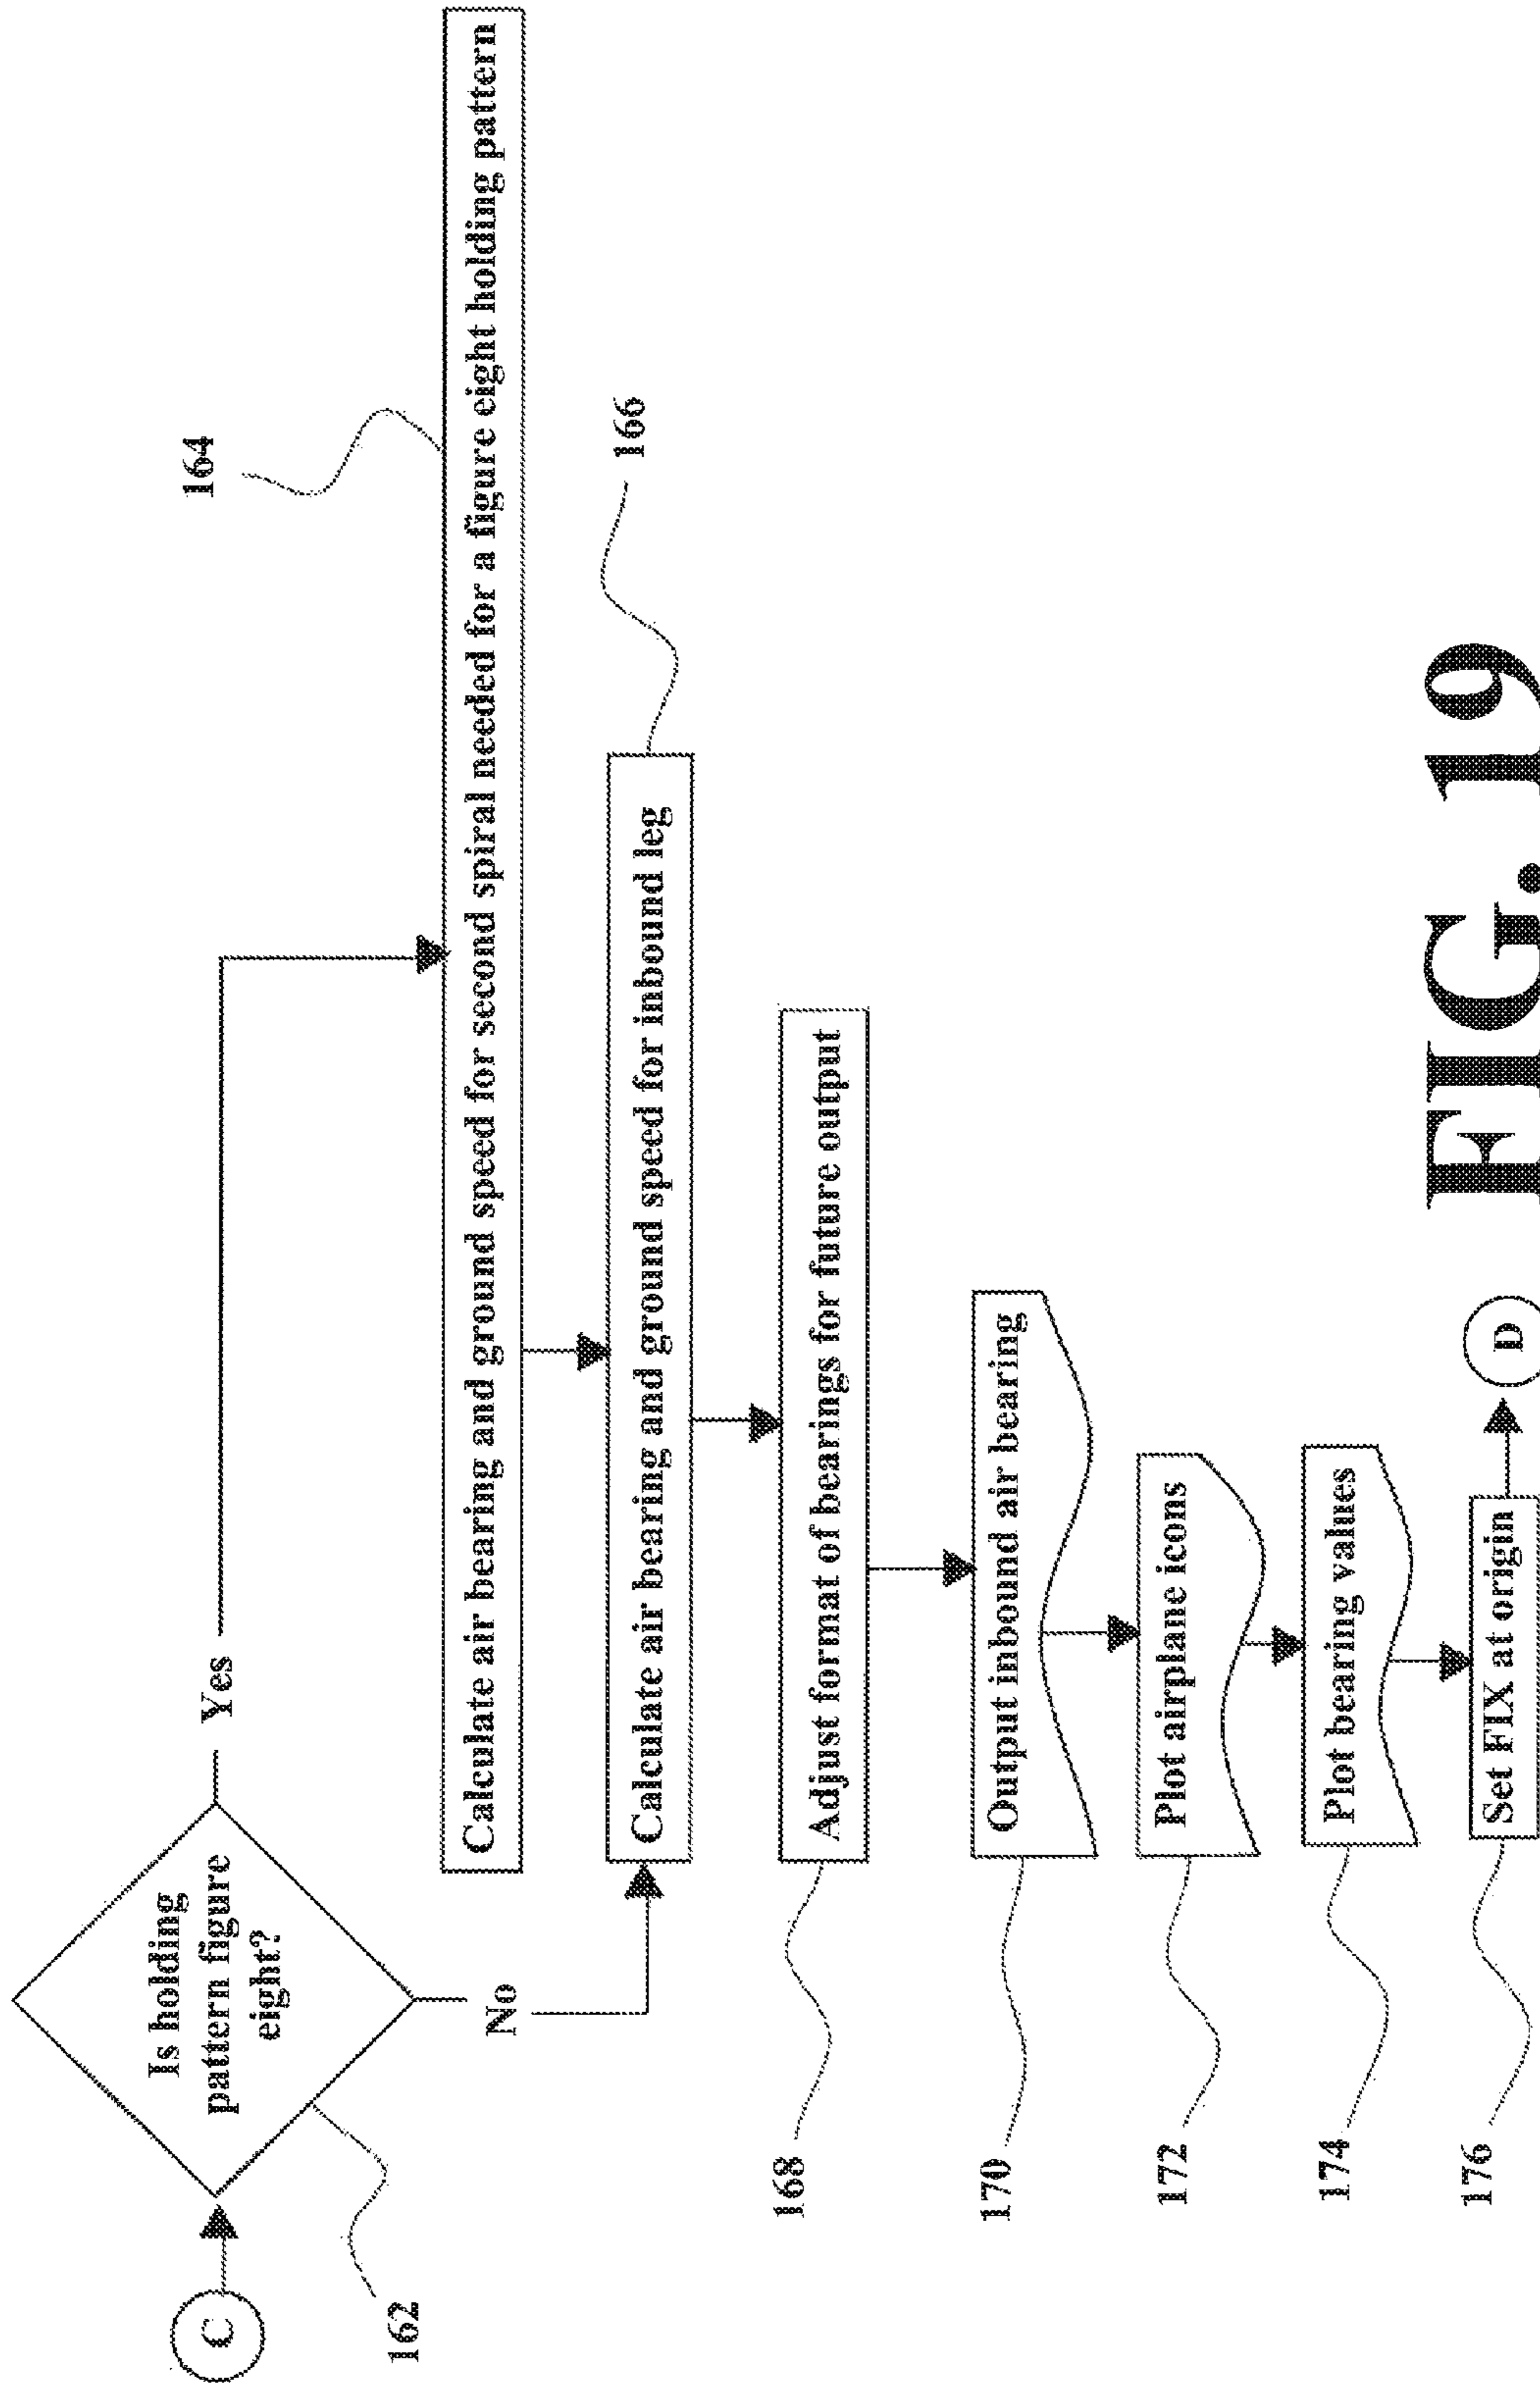 C
Is holding
pattern figure
eight?
162
Yes
No
164
Calculate air bearing and ground speed for second spiral needed for a figure eight holding pattern
166
Calculate air bearing and ground speed for inbound leg
168
Adjust format of bearings for future output
170
Output inbound air bearing
172
Plot airplane icons
174
Plot bearing values
176
Set FIX at origin
D
FIG. 19